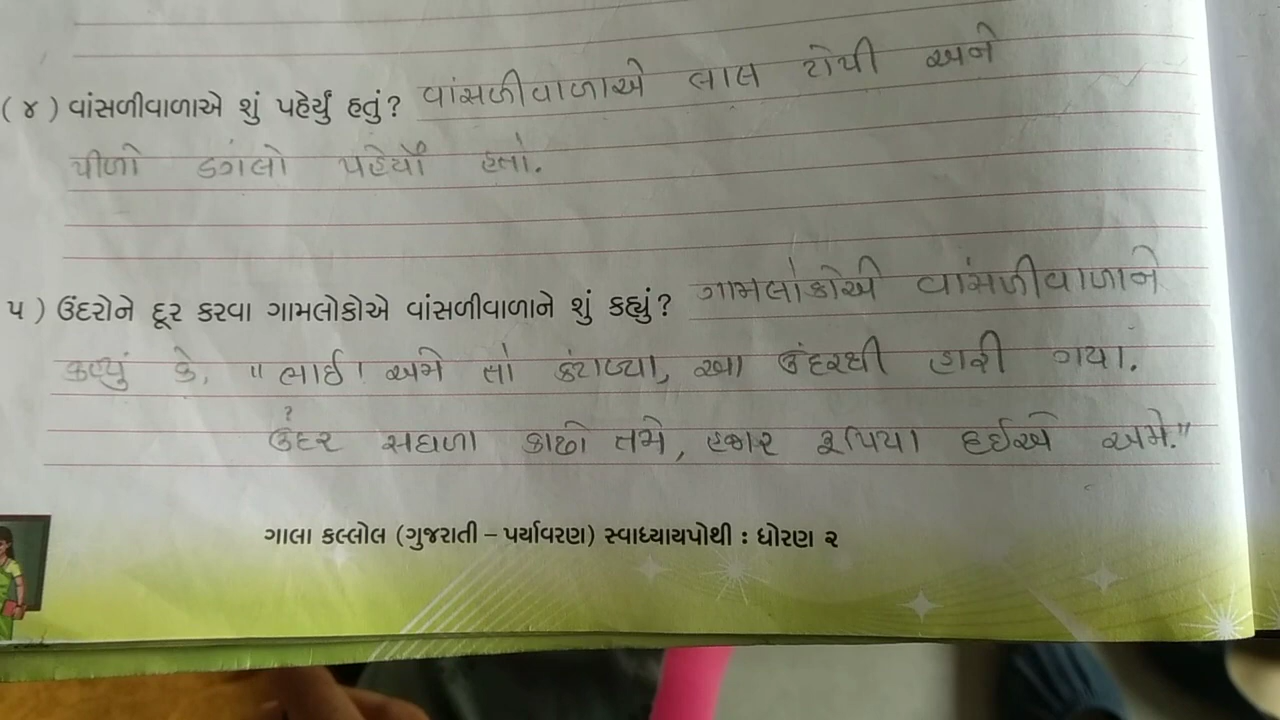 (૪) વાંસળીવાળાએ શું પહેર્યું હતું? વાંસળીવાળાએ લાલ ટોપી અને
પીળો ડગલો પહેર્યો હતો.
૫) ઉંદરોને દૂર કરવા ગામલોકોએ વાંસળીવાળાને શું કહ્યું? ગામલોકોએ વાંસળીવાળાને
કહ્યું કે, "ભાઈ! અમે તો કંટાળ્યા, આ ઉંદરથી હારી ગયા.
?
ઉંદર સઘળા કાઢો તમે, હજાર રૂપિયા દઈએ અમે."
ગાલા કલ્લોલ (ગુજરાતી – પર્યાવરણ) સ્વાધ્યાયપોથી : ધોરણ ૨